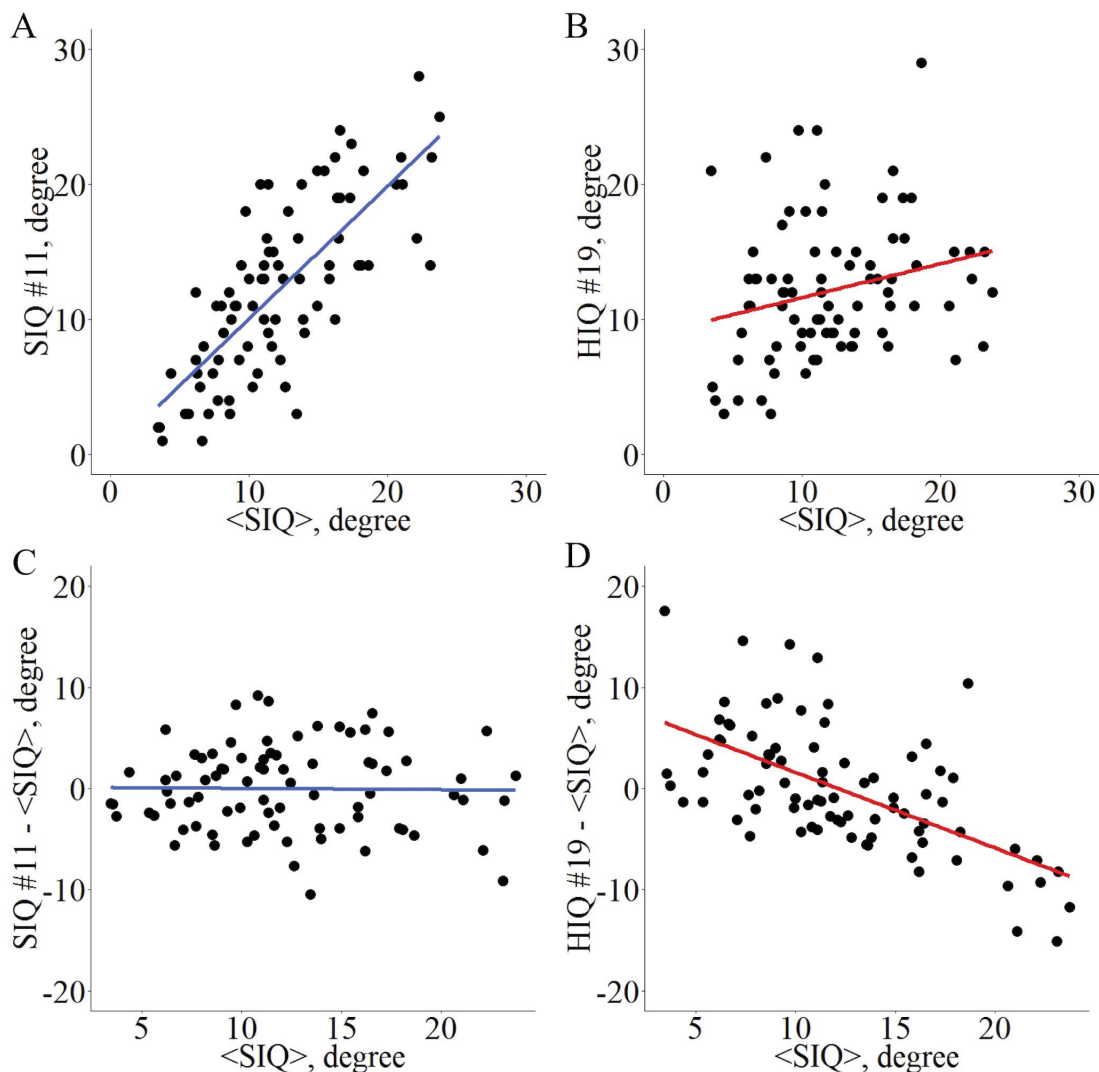 A
SIQ #11, degree
30
20
10
0
0 10 20 30
<SIQ>, degree
B
HIQ #19, degree
30
20
10
0
0 10 20 30
<SIQ>, degree
C
SIQ #11 - <SIQ>, degree
20
10
0
-10
-20
5 10 15 20
<SIQ>, degree
D
HIQ #19 - <SIQ>, degree
20
10
0
-10
-20
5 10 15 20
<SIQ>, degree